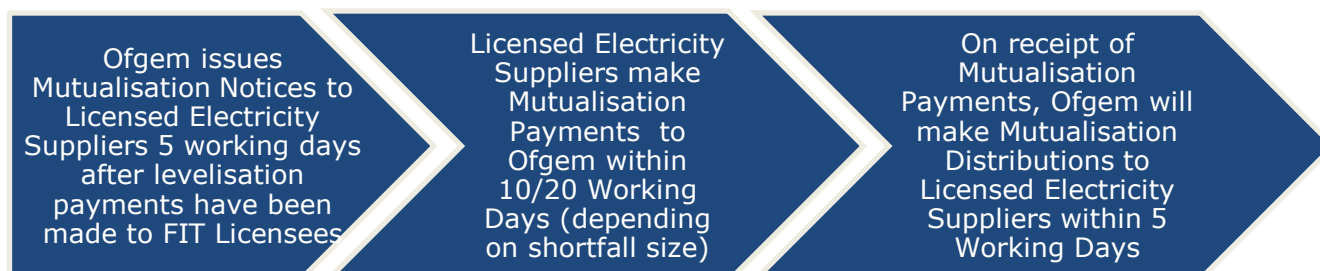 Ofgem issues
Mutualisation Notices to
Licensed Electricity
Suppliers 5 working days
after levelisation
payments have been
made to FIT Licensees
Licensed Electricity
Suppliers make
Mutualisation
Payments to
Ofgem within
10/20 Working
Days (depending
on shortfall size)
On receipt of
Mutualisation
Payments, Ofgem will
make Mutualisation
Distributions to
Licensed Electricity
Suppliers within 5
Working Days